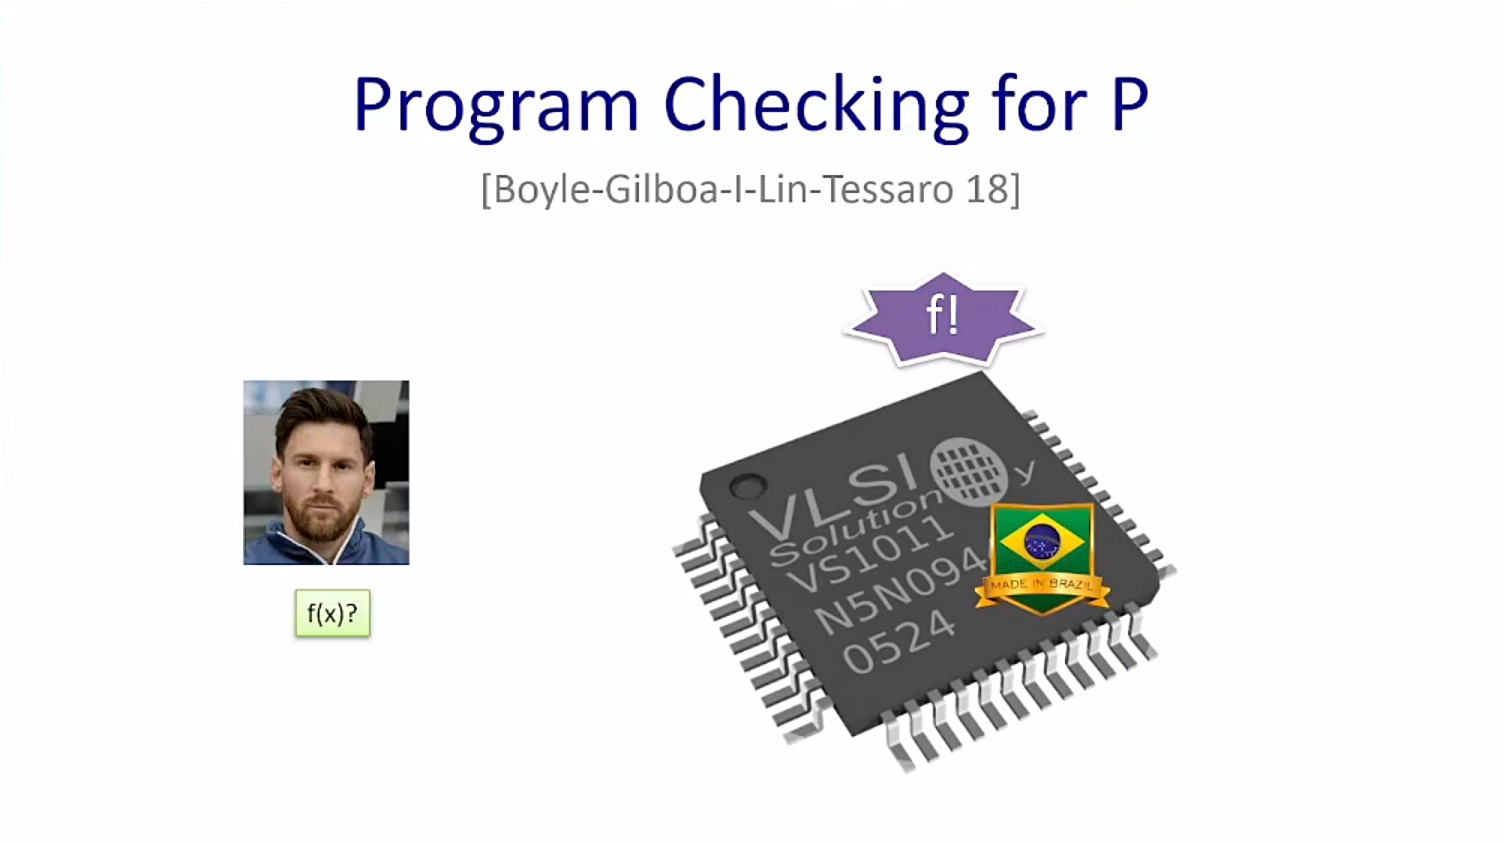 Program Checking for P
[Boyle-Gilboa-I-Lin-Tessaro 18]
f!
f(x)?
VLSI
Solution
y
VS1011
N5N094
0524
MADE IN BRAZIL